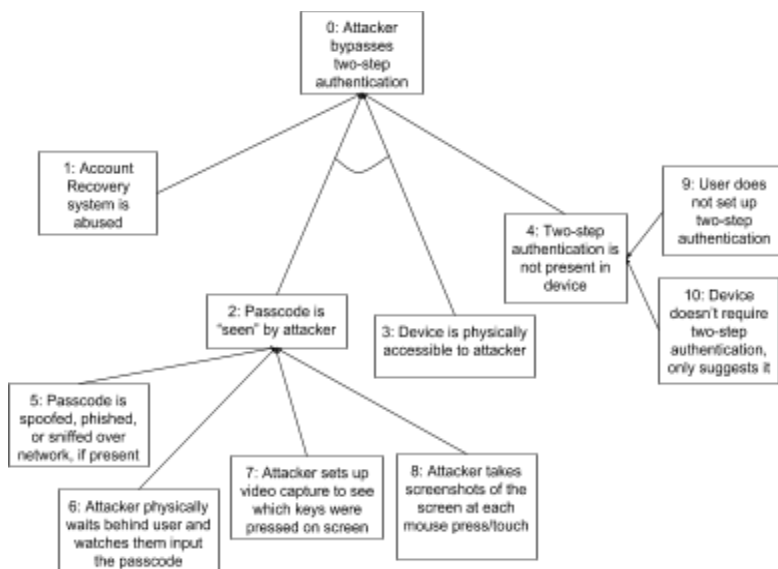 0: Attacker
bypasses
two-step
authentication
1: Account
Recovery
system is
abused
9: User does
not set up
two-step
authentication
4: Two-step
authentication is
not present in
device
10: Device
doesn't require
two-step
authentication,
only suggests it
2: Passcode is
“seen” by attacker
3: Device is physically
accessible to attacker
5: Passcode is
spoofed, phished,
or sniffed over
network, if present
6: Attacker physically
waits behind user and
watches them input
the passcode
7: Attacker sets up
video capture to see
which keys were
pressed on screen
8: Attacker takes
screenshots of the
screen at each
mouse press/touch